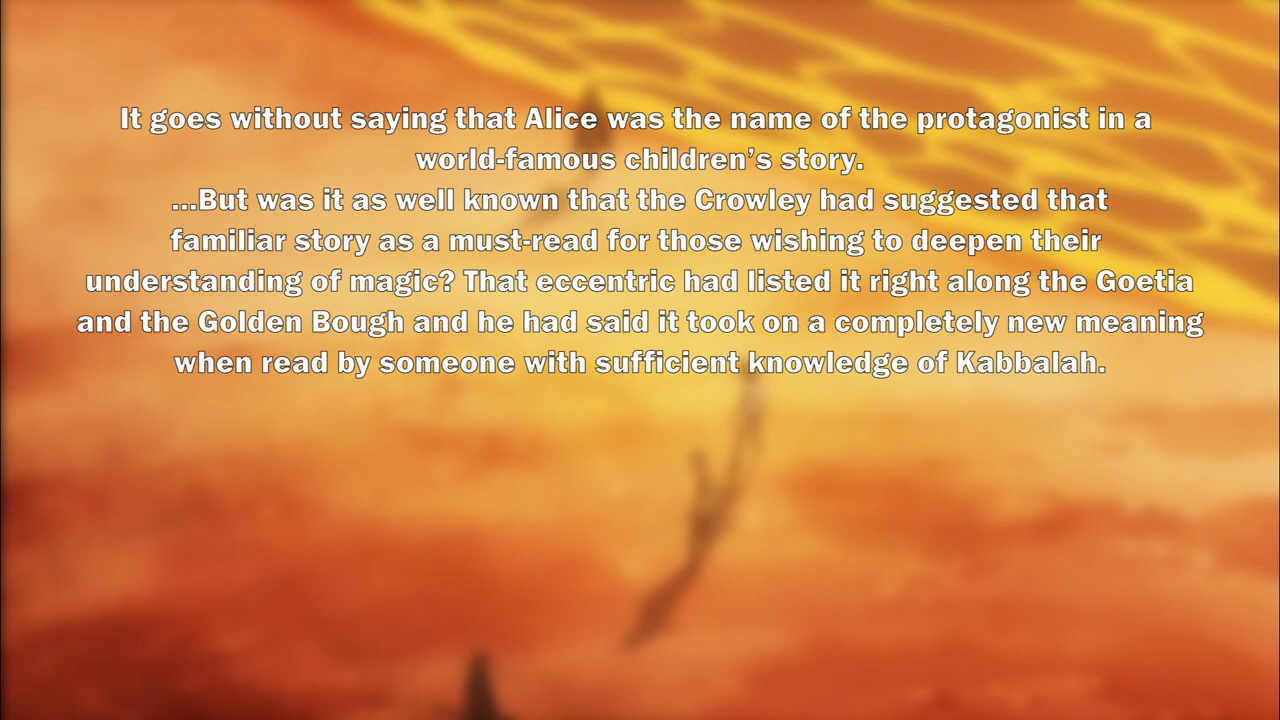 It goes without saying that Alice was the name of the protagonist in a
world-famous children’s story.
...But was it as well known that the Crowley had suggested that
familiar story as a must-read for those wishing to deepen their
understanding of magic? That eccentric had listed it right along the Goetia
and the Golden Bough and he had said it took on a completely new meaning
when read by someone with sufficient knowledge of Kabbalah.